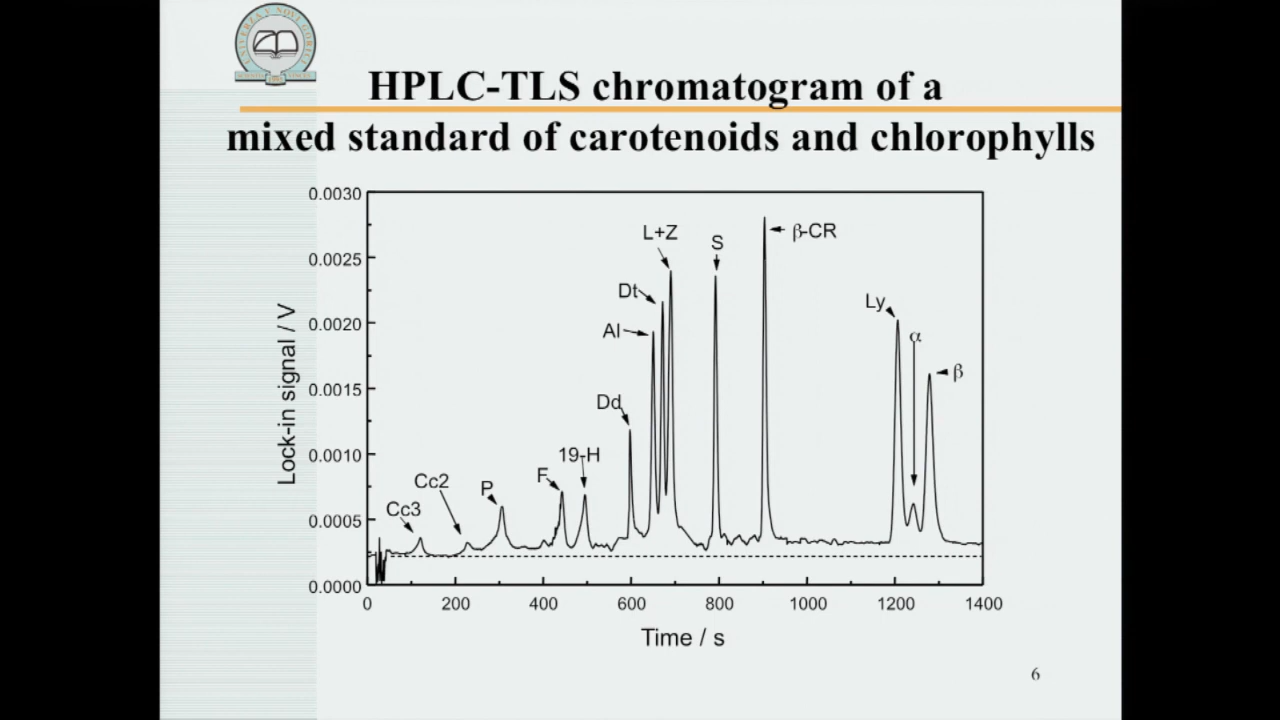 HPLC-TLS chromatogram of a
mixed standard of carotenoids and chlorophylls
0.0030
0.0025
0.0020
0.0015
0.0010
0.0005
0.0000
Lock-in signal / V
Cc3
Cc2
P
F
19-H
Dd
Al
Dt
L+Z
S
β-CR
Ly
α
β
0 200 400 600 800 1000 1200 1400
Time / s
6